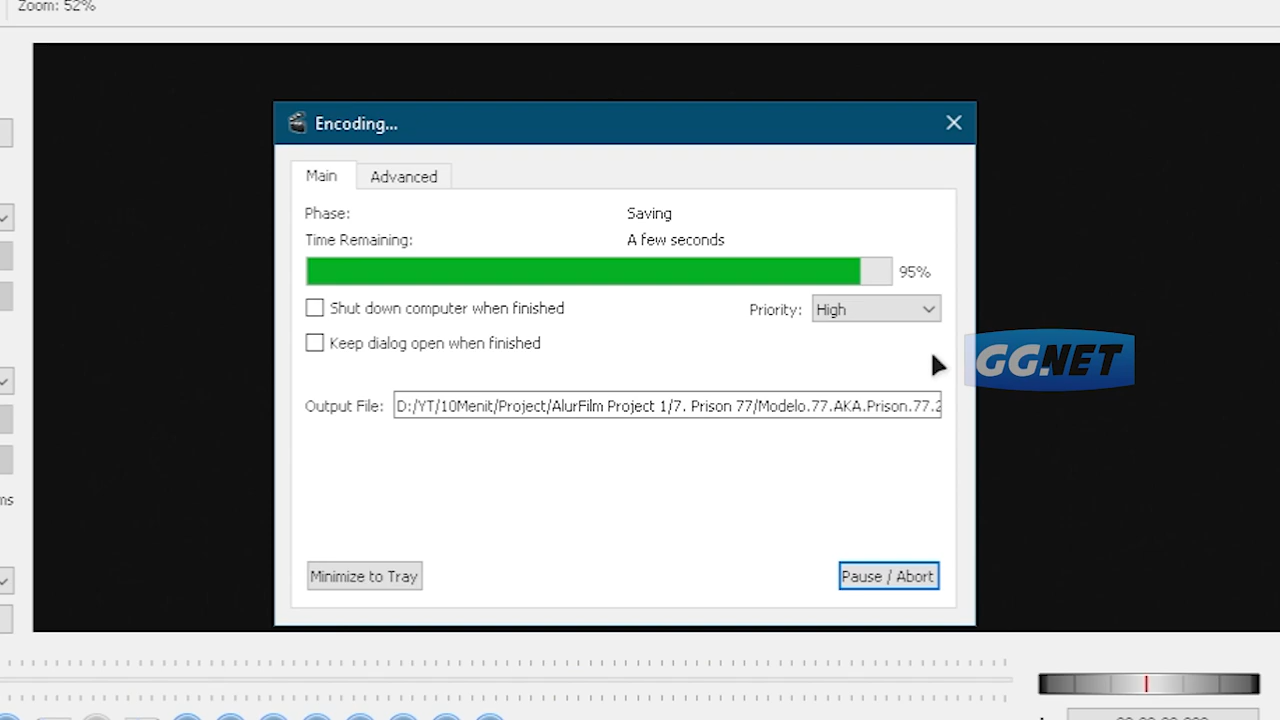 Zoom: 52%
Encoding...
Main
Advanced
Phase:
Saving
Time Remaining:
A few seconds
95%
Shut down computer when finished
Priority:
High
Keep dialog open when finished
GG.NET
Output File:
D:/YT/10Menit/Project/AlurFilm Project 1/7. Prison 77/Modelo.77.AKA.Prison.77.2
ms
Minimize to Tray
Pause / Abort